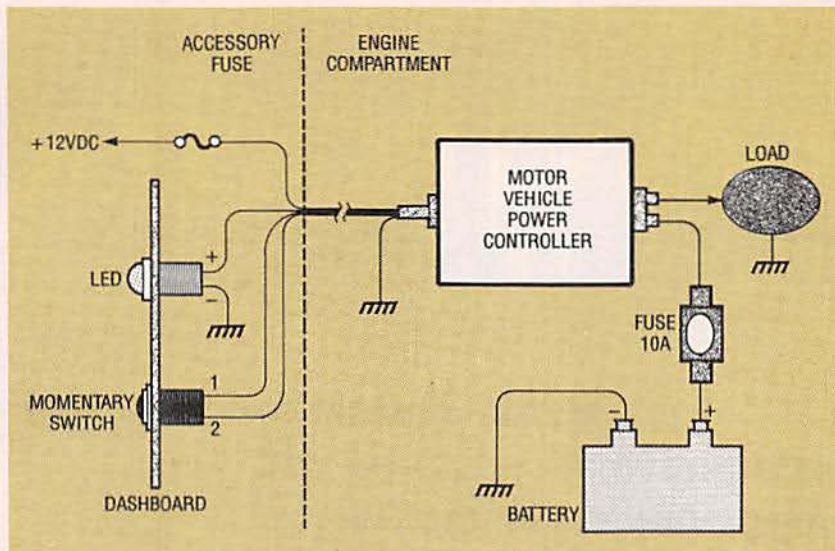 ACCESSORY
FUSE
ENGINE
COMPARTMENT
+12VDC
MOTOR
VEHICLE
POWER
CONTROLLER
LOAD
+
LED
−
FUSE
10A
MOMENTARY
SWITCH
1
2
− +
DASHBOARD
BATTERY